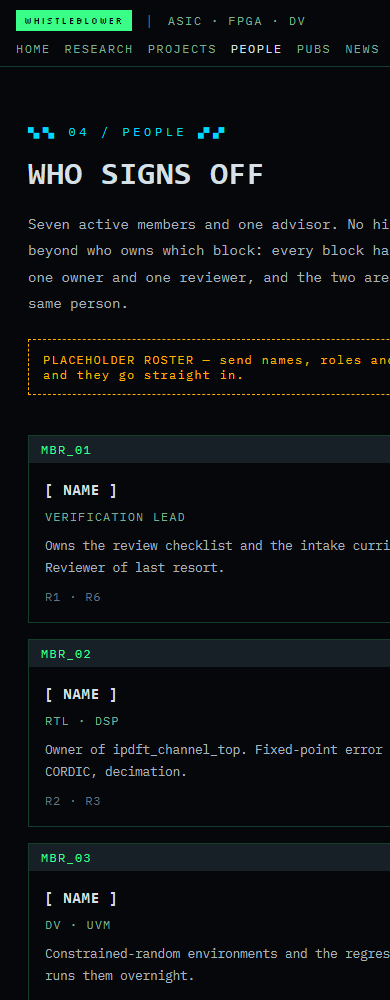 WHISTLEBLOWER | ASIC · FPGA · DV
HOME RESEARCH PROJECTS PEOPLE PUBS NEWS
04 / PEOPLE
WHO SIGNS OFF
Seven active members and one advisor. No hi
beyond who owns which block: every block ha
one owner and one reviewer, and the two are
same person.
PLACEHOLDER ROSTER — send names, roles and
and they go straight in.
MBR_01
[ NAME ]
VERIFICATION LEAD
Owns the review checklist and the intake curri
Reviewer of last resort.
R1 · R6
MBR_02
[ NAME ]
RTL · DSP
Owner of ipdft_channel_top. Fixed-point error
CORDIC, decimation.
R2 · R3
MBR_03
[ NAME ]
DV · UVM
Constrained-random environments and the regres
runs them overnight.